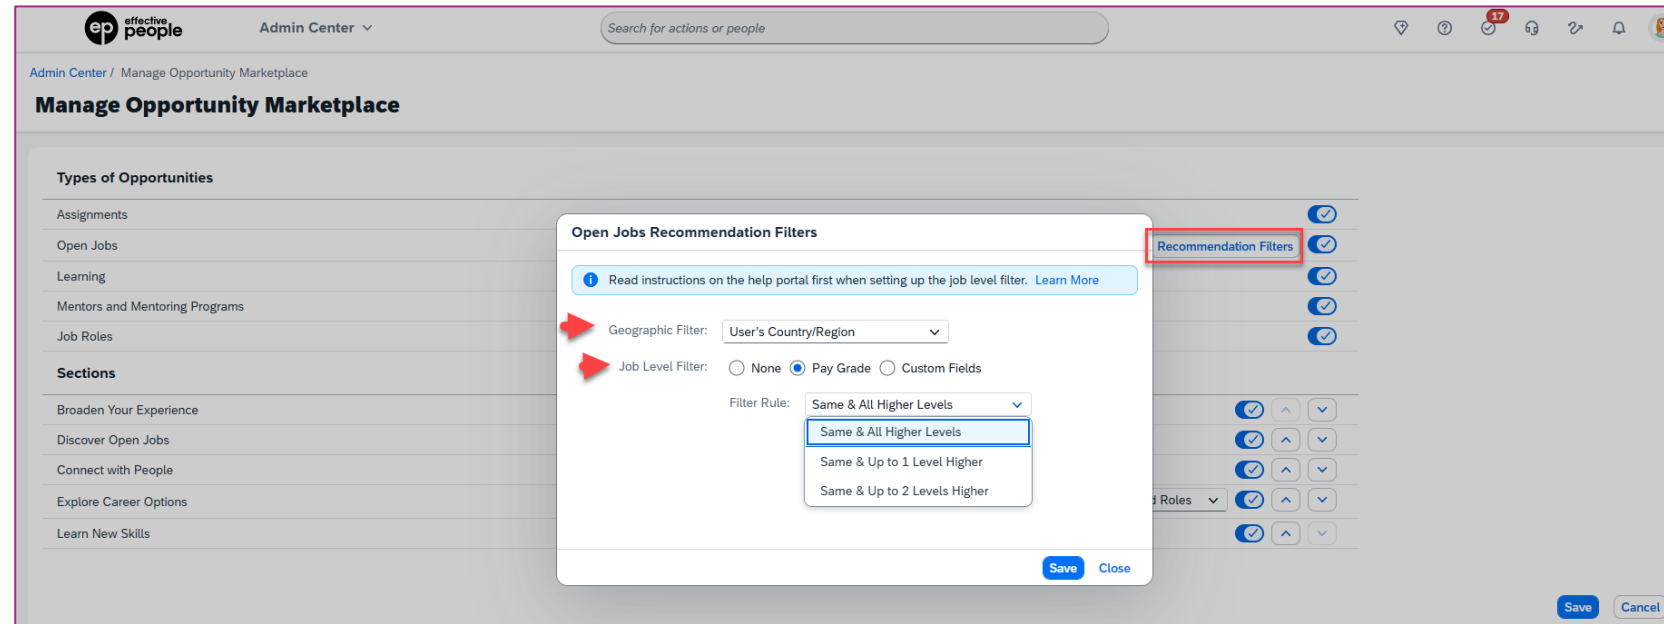 ep effective people
Admin Center
Search for actions or people
17
Admin Center / Manage Opportunity Marketplace
Manage Opportunity Marketplace
Types of Opportunities
Assignments
Open Jobs
Recommendation Filters
Learning
Mentors and Mentoring Programs
Job Roles
Sections
Broaden Your Experience
Discover Open Jobs
Connect with People
Explore Career Options
Roles
Learn New Skills
Open Jobs Recommendation Filters
Read instructions on the help portal first when setting up the job level filter. Learn More
Geographic Filter: User's Country/Region
Job Level Filter: None Pay Grade Custom Fields
Filter Rule: Same & All Higher Levels
Same & All Higher Levels
Same & Up to 1 Level Higher
Same & Up to 2 Levels Higher
Save Close
Save Cancel